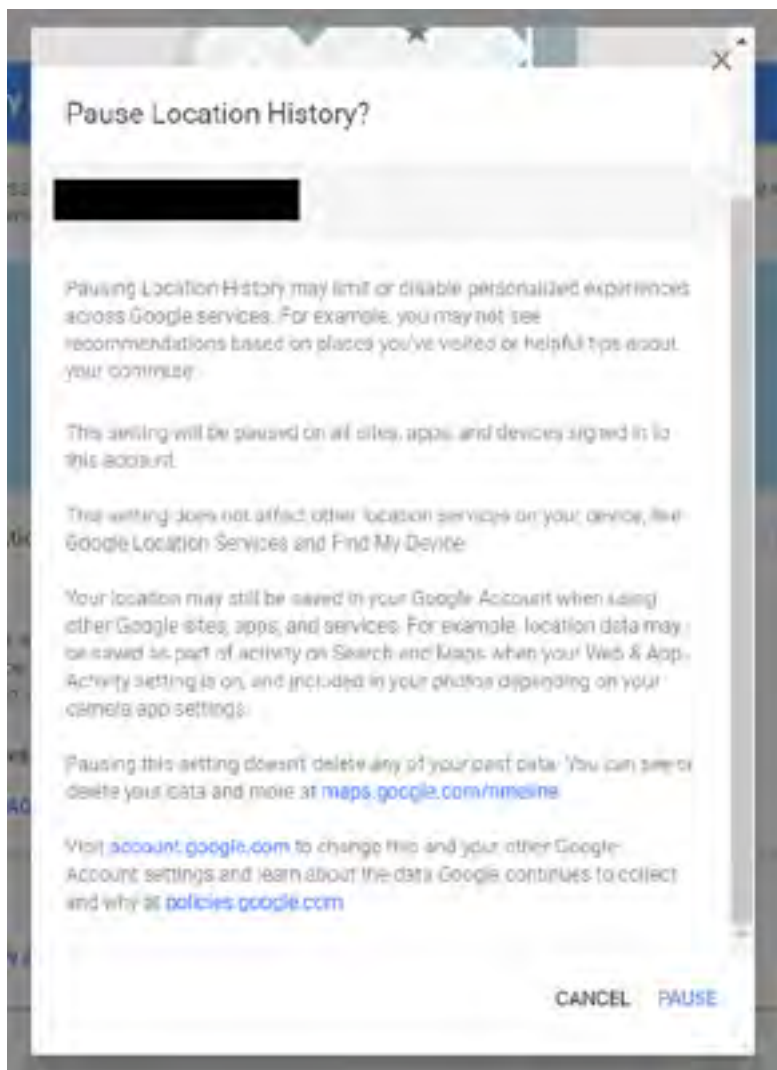 Pause Location History?
Pausing Location History may limit or disable personalized experiences
across Google services. For example, you may not see
recommendations based on places you've visited or helpful tips about
your commute.
This setting will be paused on all sites, apps, and devices signed in to
this account.
This setting does not affect other location services on your device, like
Google Location Services and Find My Device.
Your location may still be saved in your Google Account when using
other Google sites, apps, and services. For example, location data may
be saved as part of activity on Search and Maps when your Web & App
Activity setting is on, and included in your photos depending on your
camera app settings.
Pausing this setting doesn't delete any of your past data. You can see or
delete your data and more at maps.google.com/timeline.
Visit account.google.com to change this and your other Google
Account settings and learn about the data Google continues to collect
and why at policies.google.com.
CANCEL PAUSE